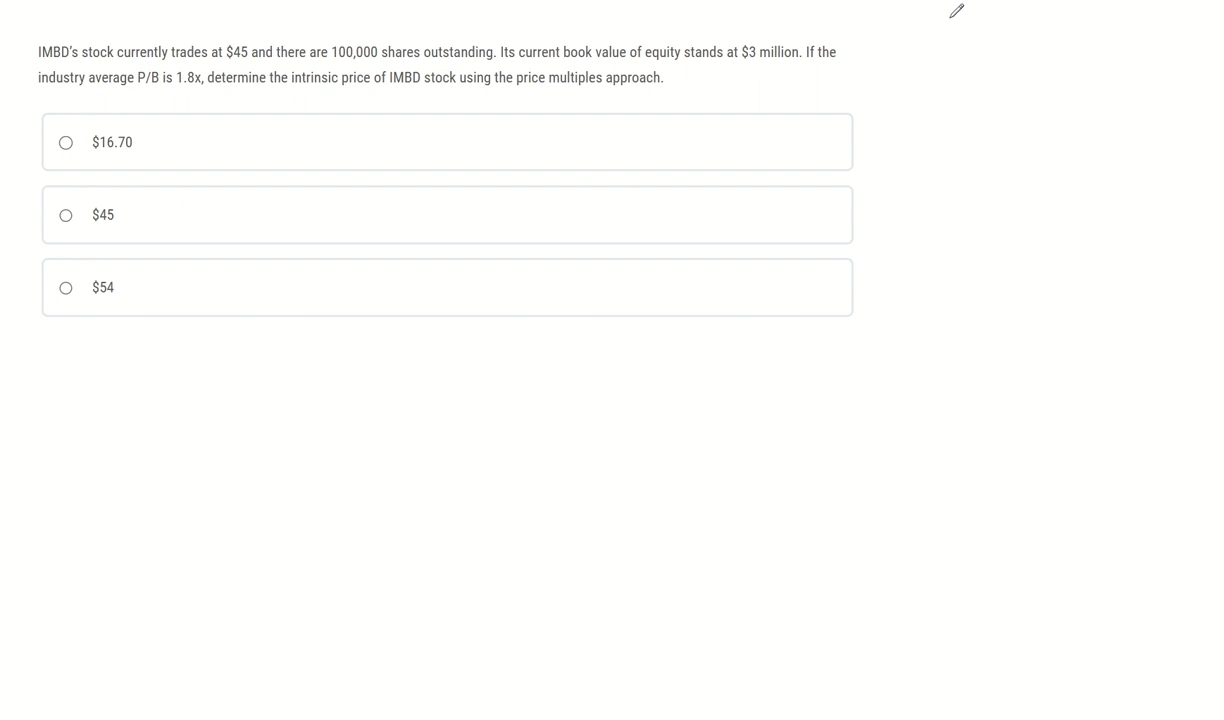 IMBD's stock currently trades at $45 and there are 100,000 shares outstanding. Its current book value of equity stands at $3 million. If the
industry average P/B is 1.8x, determine the intrinsic price of IMBD stock using the price multiples approach.
$16.70
$45
$54